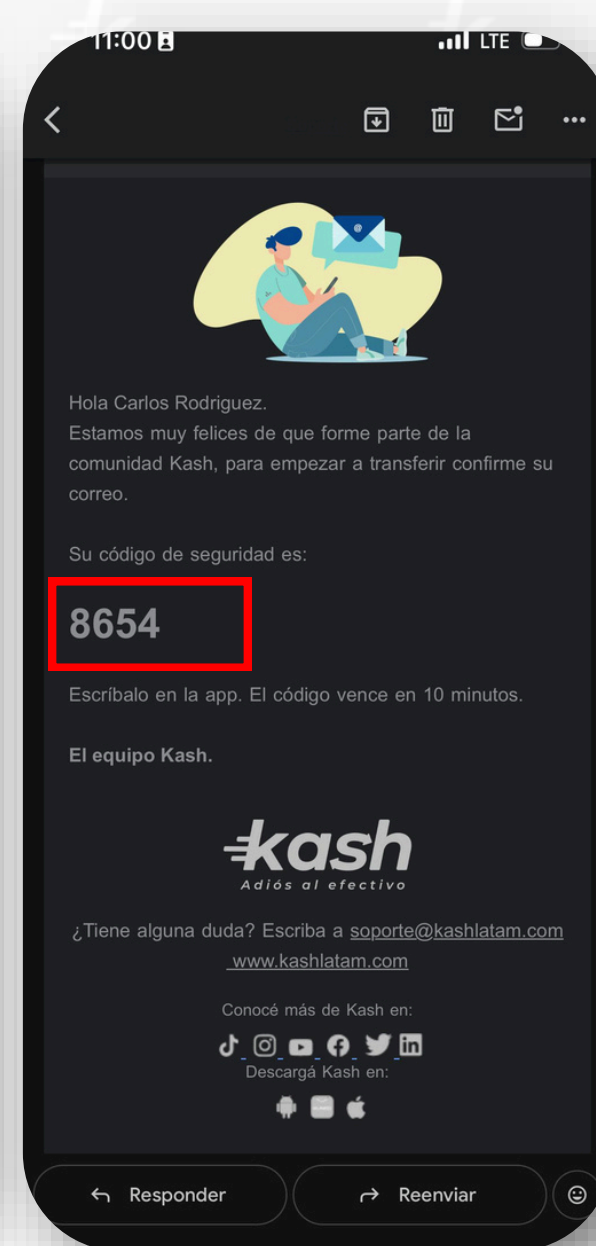 11:00
LTE
@
Hola Carlos Rodriguez.
Estamos muy felices de que forme parte de la
comunidad Kash, para empezar a transferir confirme su
correo.
Su código de seguridad es:
8654
Escríbalo en la app. El código vence en 10 minutos.
El equipo Kash.
kash
Adiós al efectivo
¿Tiene alguna duda? Escriba a soporte@kashlatam.com
www.kashlatam.com
Conocé más de Kash en:
Descargá Kash en:
Responder
Reenviar